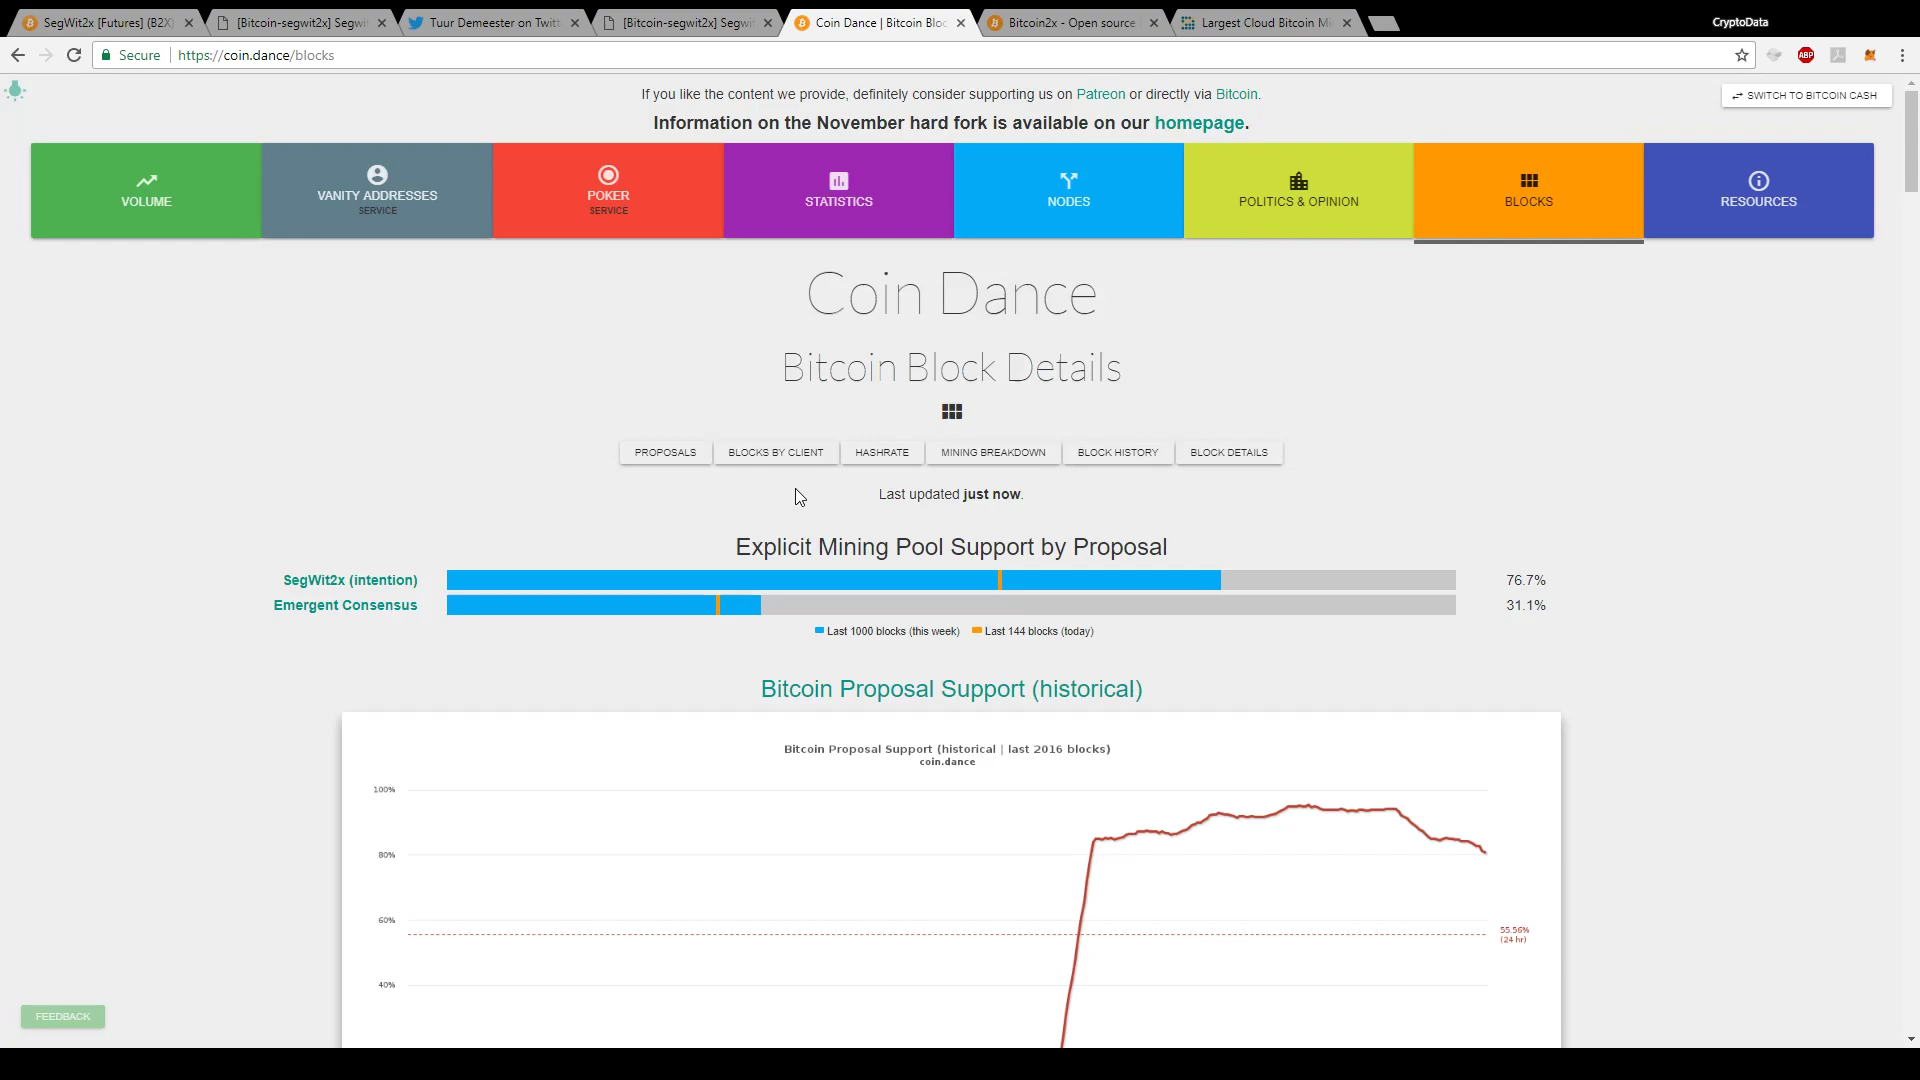 SegWit2x [Futures] (B2X)
[Bitcoin-segwit2x] Segwit
Tuur Demeester on Twitt
[Bitcoin-segwit2x] Segwit
Coin Dance | Bitcoin Bloc
Bitcoin2x - Open source
Largest Cloud Bitcoin Mi
CryptoData
Secure
https://coin.dance/blocks
ABP
If you like the content we provide, definitely consider supporting us on Patreon or directly via Bitcoin.
SWITCH TO BITCOIN CASH
Information on the November hard fork is available on our homepage.
VOLUME
VANITY ADDRESSES
SERVICE
POKER
SERVICE
STATISTICS
NODES
POLITICS & OPINION
BLOCKS
RESOURCES
Coin Dance
Bitcoin Block Details
PROPOSALS
BLOCKS BY CLIENT
HASHRATE
MINING BREAKDOWN
BLOCK HISTORY
BLOCK DETAILS
Last updated just now.
Explicit Mining Pool Support by Proposal
SegWit2x (intention) 76.7%
Emergent Consensus 31.1%
Last 1000 blocks (this week) Last 144 blocks (today)
Bitcoin Proposal Support (historical)
Bitcoin Proposal Support (historical | last 2016 blocks)
coin.dance
100%
80%
60%
55.56%
(24 hr)
40%
FEEDBACK